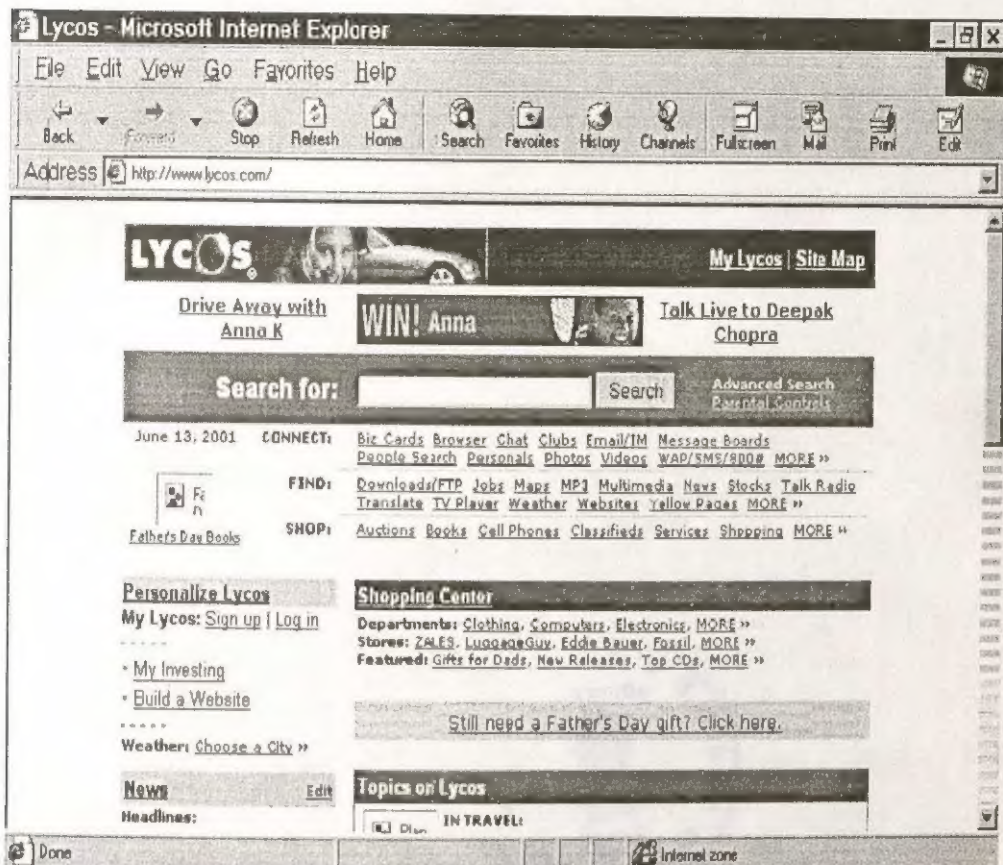 Lycos - Microsoft Internet Explorer
File Edit View Go Favorites Help
Back Forward Stop Refresh Home Search Favorites History Channels Fullscreen Mail Print Edit
Address http://www.lycos.com/
LYCOS® My Lycos | Site Map
Drive Away with Anna K
WIN! Anna
Talk Live to Deepak Chopra
Search for: Search Advanced Search
Parental Controls
June 13, 2001 CONNECT: Biz Cards Browser Chat Clubs Email/IM Message Boards
People Search Personals Photos Videos WAP/SMS/800# MORE »
FIND: Downloads/FTP Jobs Maps MP3 Multimedia News Stocks Talk Radio
Translate TV Player Weather Websites Yellow Pages MORE »
Father's Day Books
SHOP: Auctions Books Cell Phones Classifieds Services Shopping MORE »
Personalize Lycos
My Lycos: Sign up | Log in
• My Investing
• Build a Website
Weather: Choose a City »
News Edit
Headlines:
Shopping Center
Departments: Clothing, Computers, Electronics, MORE »
Stores: ZALES, LuggageGuy, Eddie Bauer, Fossil, MORE »
Featured: Gifts for Dads, New Releases, Top CDs, MORE »
Still need a Father's Day gift? Click here.
Topics on Lycos
IN TRAVEL:
Done Internet zone